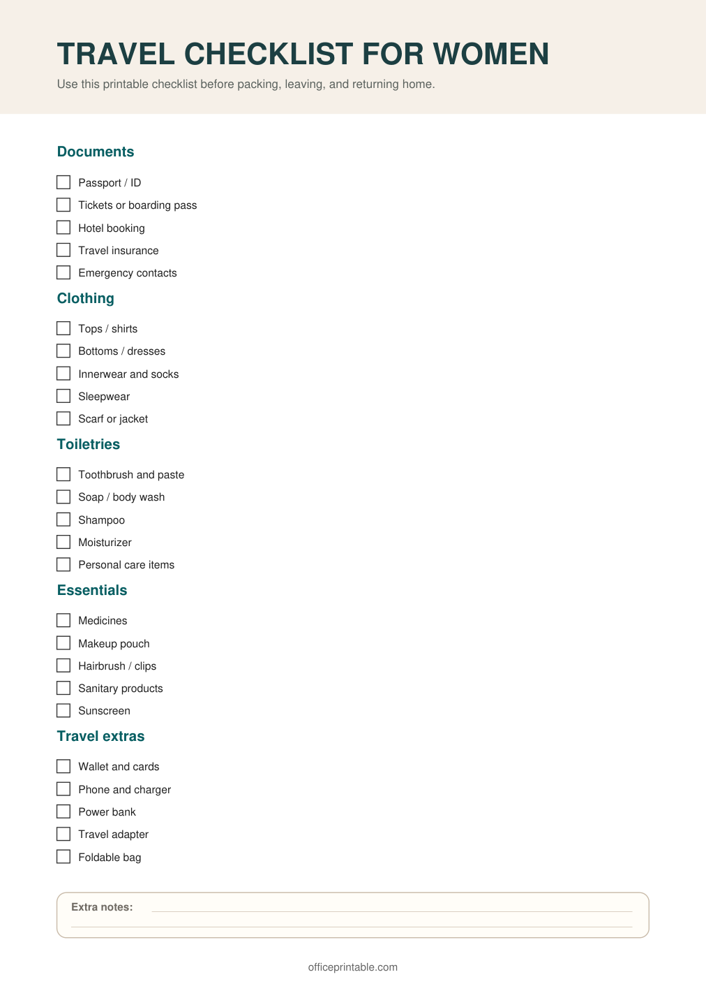 TRAVEL CHECKLIST FOR WOMEN
Use this printable checklist before packing, leaving, and returning home.
Documents
Passport / ID
Tickets or boarding pass
Hotel booking
Travel insurance
Emergency contacts
Clothing
Tops / shirts
Bottoms / dresses
Innerwear and socks
Sleepwear
Scarf or jacket
Toiletries
Toothbrush and paste
Soap / body wash
Shampoo
Moisturizer
Personal care items
Essentials
Medicines
Makeup pouch
Hairbrush / clips
Sanitary products
Sunscreen
Travel extras
Wallet and cards
Phone and charger
Power bank
Travel adapter
Foldable bag
Extra notes:
officeprintable.com